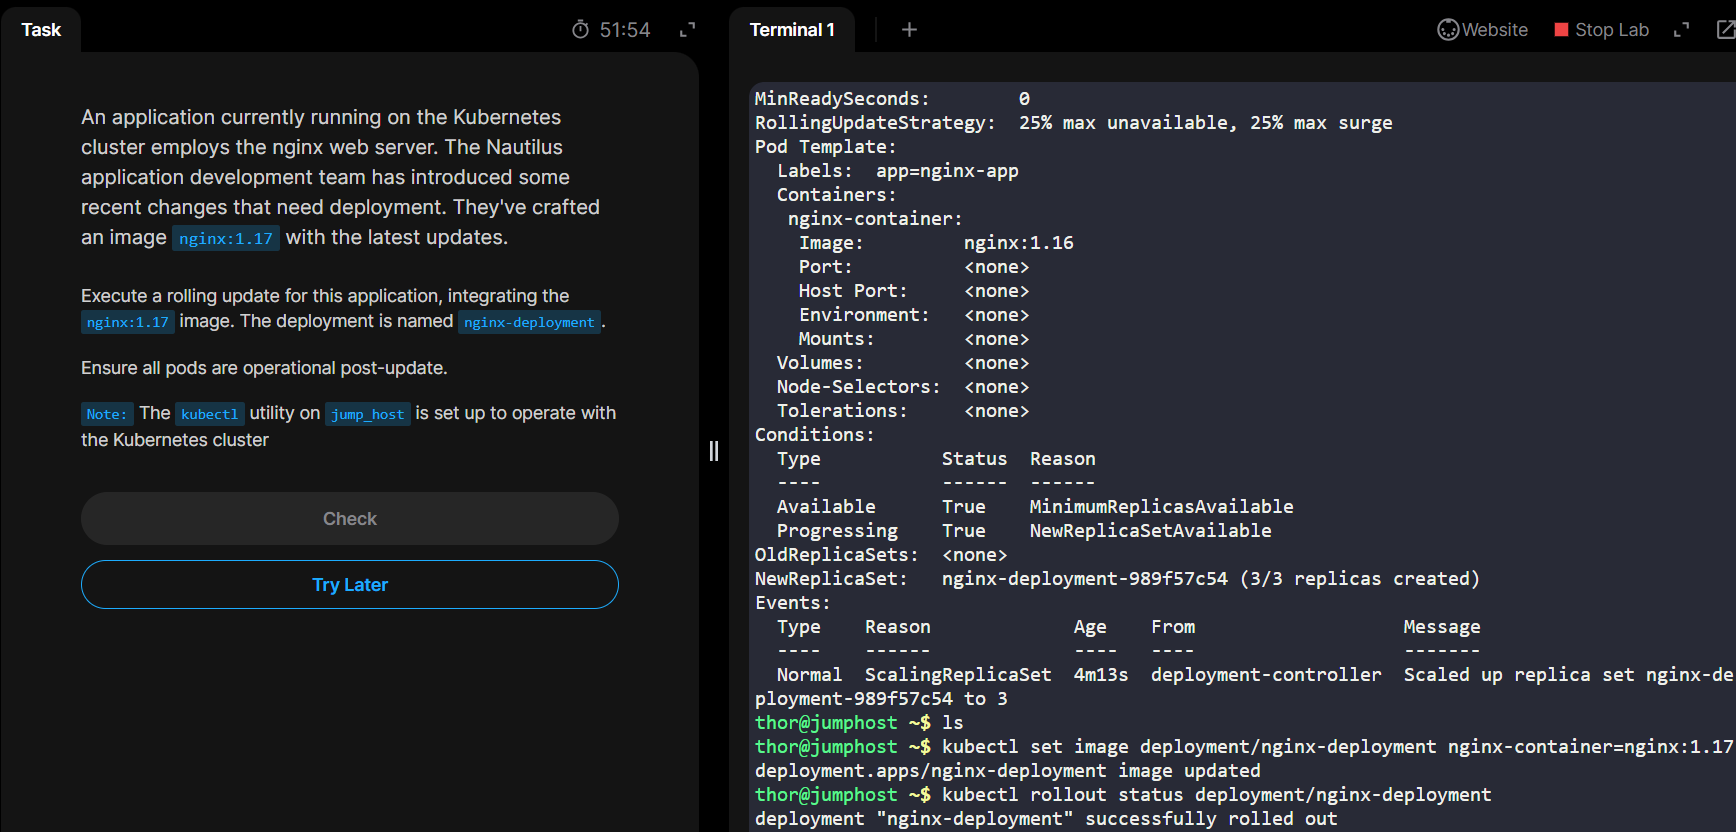 Task
51:54
An application currently running on the Kubernetes
cluster employs the nginx web server. The Nautilus
application development team has introduced some
recent changes that need deployment. They've crafted
an image nginx:1.17 with the latest updates.
Execute a rolling update for this application, integrating the
nginx:1.17 image. The deployment is named nginx-deployment.
Ensure all pods are operational post-update.
Note: The kubectl utility on jump_host is set up to operate with
the Kubernetes cluster
Check
Try Later
Terminal 1
+
Website
Stop Lab
MinReadySeconds: 0
RollingUpdateStrategy: 25% max unavailable, 25% max surge
Pod Template:
Labels: app=nginx-app
Containers:
nginx-container:
Image: nginx:1.16
Port: <none>
Host Port: <none>
Environment: <none>
Mounts: <none>
Volumes: <none>
Node-Selectors: <none>
Tolerations: <none>
Conditions:
Type Status Reason
---- ------ ------
Available True MinimumReplicasAvailable
Progressing True NewReplicaSetAvailable
OldReplicaSets: <none>
NewReplicaSet: nginx-deployment-989f57c54 (3/3 replicas created)
Events:
Type Reason Age From Message
---- ------ ---- ---- -------
Normal ScalingReplicaSet 4m13s deployment-controller Scaled up replica set nginx-de
ployment-989f57c54 to 3
thor@jumphost ~$ ls
thor@jumphost ~$ kubectl set image deployment/nginx-deployment nginx-container=nginx:1.17
deployment.apps/nginx-deployment image updated
thor@jumphost ~$ kubectl rollout status deployment/nginx-deployment
deployment "nginx-deployment" successfully rolled out